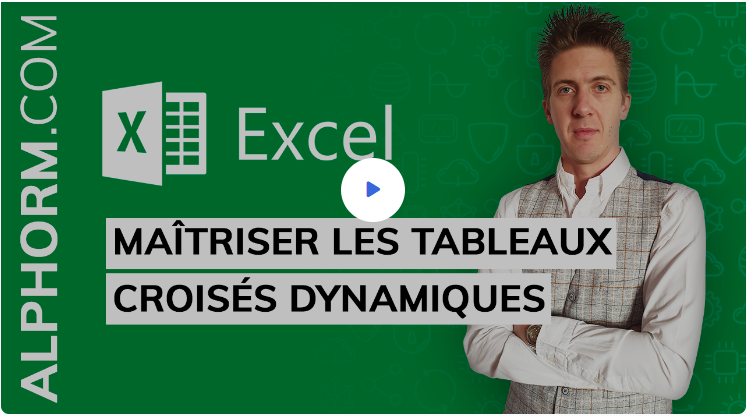 ALPHORM.COM
X
Excel
MAÎTRISER LES TABLEAUX
CROISÉS DYNAMIQUES